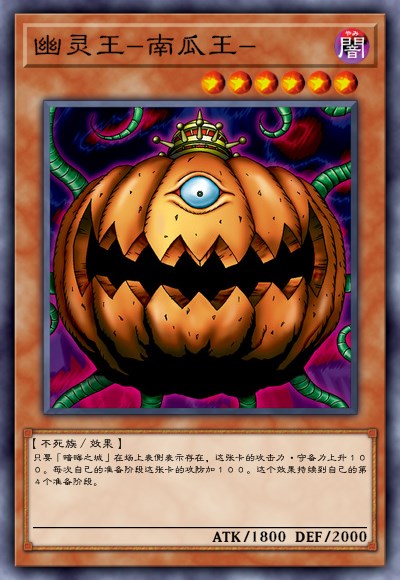 幽灵王-南瓜王-
やみ
闇
【不死族/效果】
只要「暗晦之城」在场上表侧表示存在，这张卡的攻击力・守备力上升１０
０。每次自己的准备阶段这张卡的攻防加１００。这个效果持续到自己的第
４个准备阶段。
ATK/1800 DEF/2000